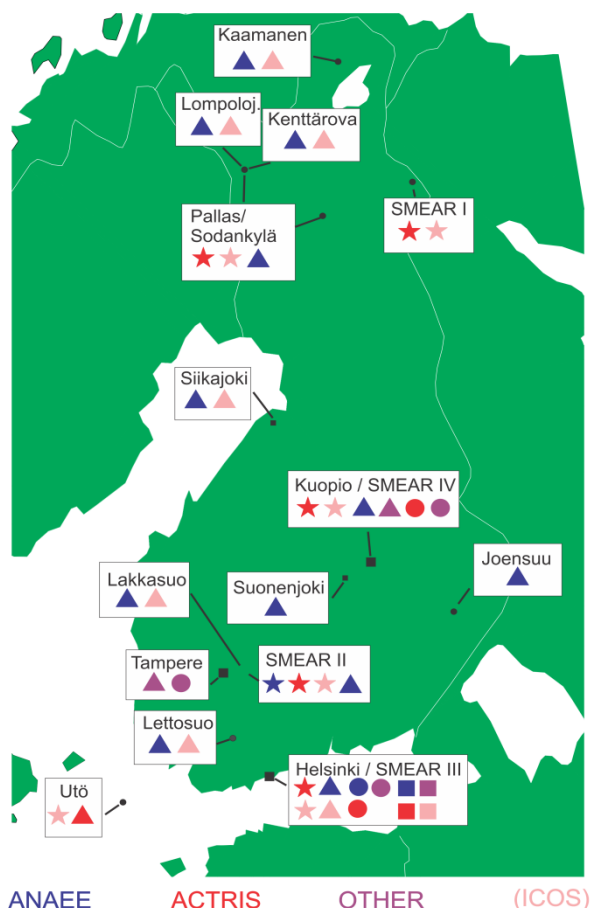 Kaamanen
Lompoloj.
Kenttärova
Pallas/
Sodankylä
SMEAR I
Siikajoki
Kuopio / SMEAR IV
Joensuu
Lakkasuo
Suonenjoki
Tampere
SMEAR II
Lettosuo
Helsinki / SMEAR III
Utö
ANAEE ACTRIS OTHER (ICOS)